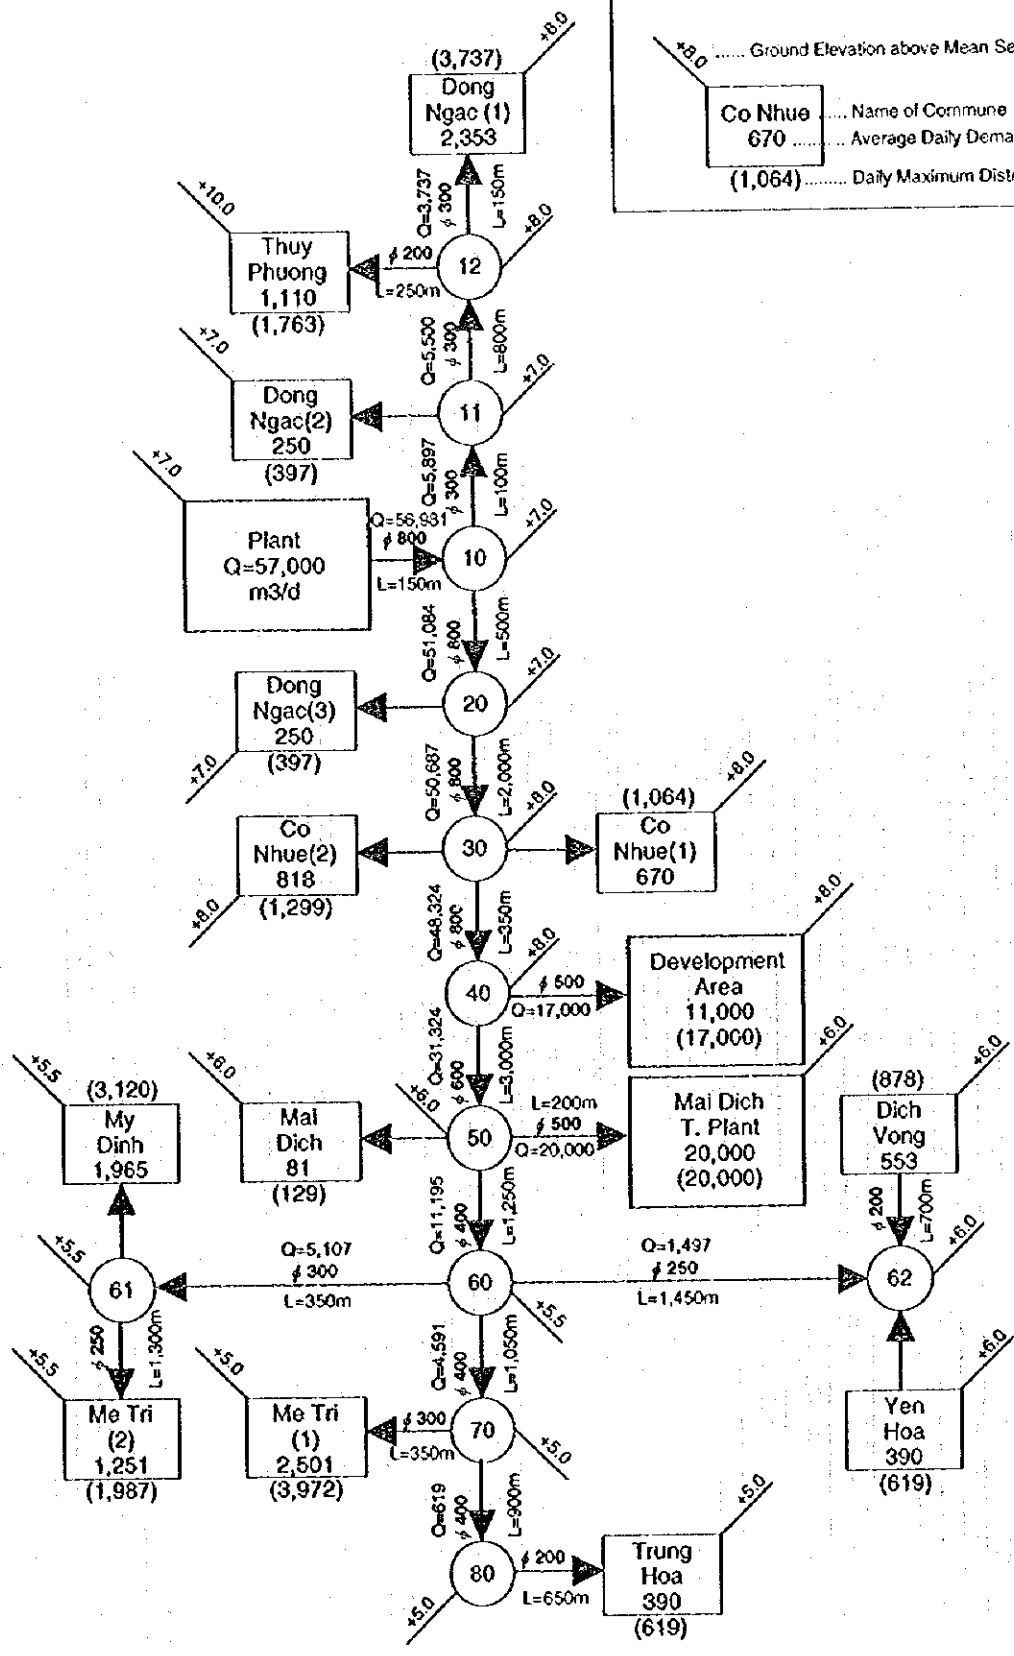 +8.0 ...... Ground Elevation above Mean Se
Co Nhue .... Name of Commune
670 ........ Average Daily Dema
(1,064) ......... Daily Maximum Dist
+8.0
(3,737)
Dong
Ngac (1)
2,353
Q=3,737
ϕ 300
L=150m
+10.0
Thuy
Phuong
1,110
(1,763)
ϕ 200
L=250m
12
+8.0
Q=5,500
ϕ 300
L=800m
+7.0
Dong
Ngac(2)
250
(397)
11
+7.0
Q=5,897
ϕ 300
L=100m
+7.0
Plant
Q=57,000
m3/d
Q=56,981
ϕ 800
L=150m
10
+7.0
Q=51,084
ϕ 800
L=500m
Dong
Ngac(3)
250
(397)
+7.0
20
+7.0
Q=50,687
ϕ 800
L=2,000m
Co
Nhue(2)
818
(1,299)
+8.0
30
+8.0
(1,064)
Co
Nhue(1)
670
+8.0
Q=48,324
ϕ 800
L=350m
40
+8.0
ϕ 500
Q=17,000
Development
Area
11,000
(17,000)
+8.0
Q=31,324
ϕ 600
L=3,000m
+6.0
Mai
Dich
81
(129)
+6.0
50
L=200m
ϕ 500
Q=20,000
Mai Dich
T. Plant
20,000
(20,000)
+6.0
+5.5
(3,120)
My
Dinh
1,965
(878)
Dich
Vong
553
+6.0
ϕ 200
L=700m
Q=11,195
ϕ 400
L=1,250m
+5.5
61
Q=5,107
ϕ 300
L=350m
60
+5.5
Q=1,497
ϕ 250
L=1,450m
62
+6.0
ϕ 250
L=1,300m
+5.5
Me Tri
(2)
1,251
(1,987)
+5.0
Me Tri
(1)
2,501
(3,972)
Q=4,591
ϕ 400
L=1,050m
ϕ 300
L=350m
70
+5.0
Yen
Hoa
390
(619)
+6.0
Q=619
ϕ 400
L=900m
80
+5.0
ϕ 200
L=650m
Trung
Hoa
390
(619)
+5.0